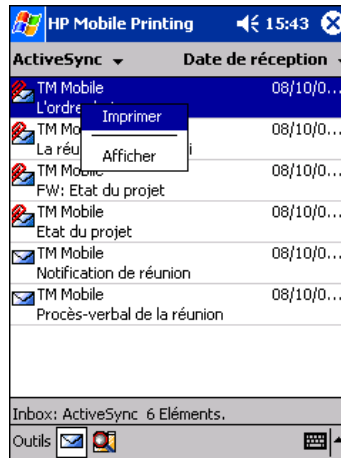 HP Mobile Printing 15:43
ActiveSync Date de réception
TM Mobile 08/10/0...
L'ordre
Imprimer
Afficher
TM Mo 08/10/0...
La réu i
TM Mobile 08/10/0...
FW: Etat du projet
TM Mobile 08/10/0...
Etat du projet
TM Mobile 08/10/0...
Notification de réunion
TM Mobile 08/10/0...
Procès-verbal de la réunion
Inbox: ActiveSync 6 Eléments.
Outils